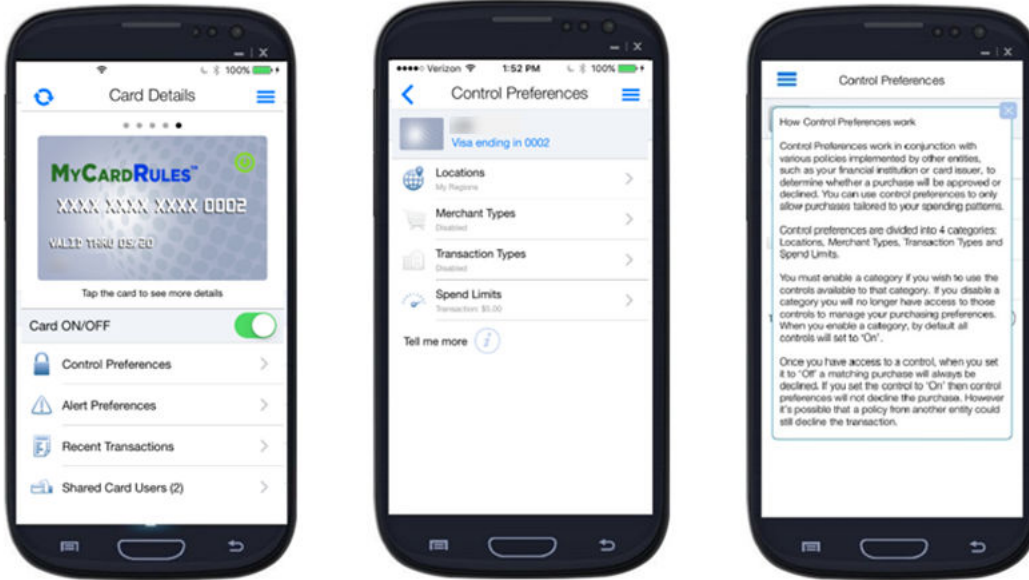 100%
Card Details
MYCARDRULES™
XXXX XXXX XXXX 0002
VALID THRU 05/20
Tap the card to see more details
Card ON/OFF
Control Preferences
Alert Preferences
Recent Transactions
Shared Card Users (2)
Verizon 1:52 PM 100%
Control Preferences
Visa ending in 0002
Locations
My Regions
Merchant Types
Disabled
Transaction Types
Disabled
Spend Limits
Transaction: $5.00
Tell me more i
Control Preferences
How Control Preferences work
Control Preferences work in conjunction with
various policies implemented by other entities,
such as your financial institution or card issuer, to
determine whether a purchase will be approved or
declined. You can use control preferences to only
allow purchases tailored to your spending patterns.
Control preferences are divided into 4 categories:
Locations, Merchant Types, Transaction Types and
Spend Limits.
You must enable a category if you wish to use the
controls available to that category. If you disable a
category you will no longer have access to those
controls to manage your purchasing preferences.
When you enable a category, by default all
controls will set to 'On'.
Once you have access to a control, when you set
it to 'Off' a matching purchase will always be
declined. If you set the control to 'On' then control
preferences will not decline the purchase. However
it's possible that a policy from another entity could
still decline the transaction.